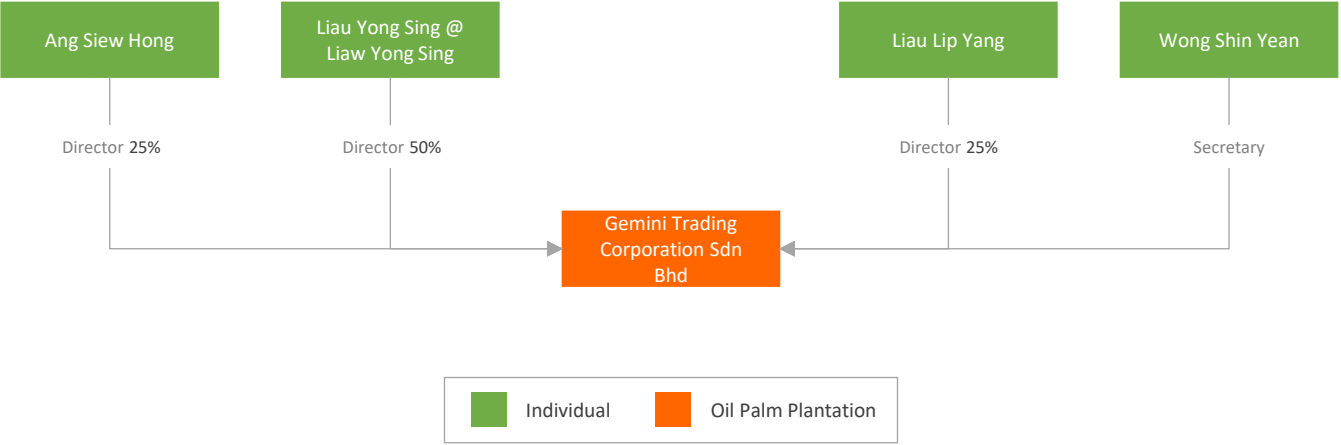 Ang Siew Hong
Liau Yong Sing @
Liaw Yong Sing
Liau Lip Yang
Wong Shin Yean
Director 25%
Director 50%
Director 25%
Secretary
Gemini Trading
Corporation Sdn
Bhd
Individual
Oil Palm Plantation